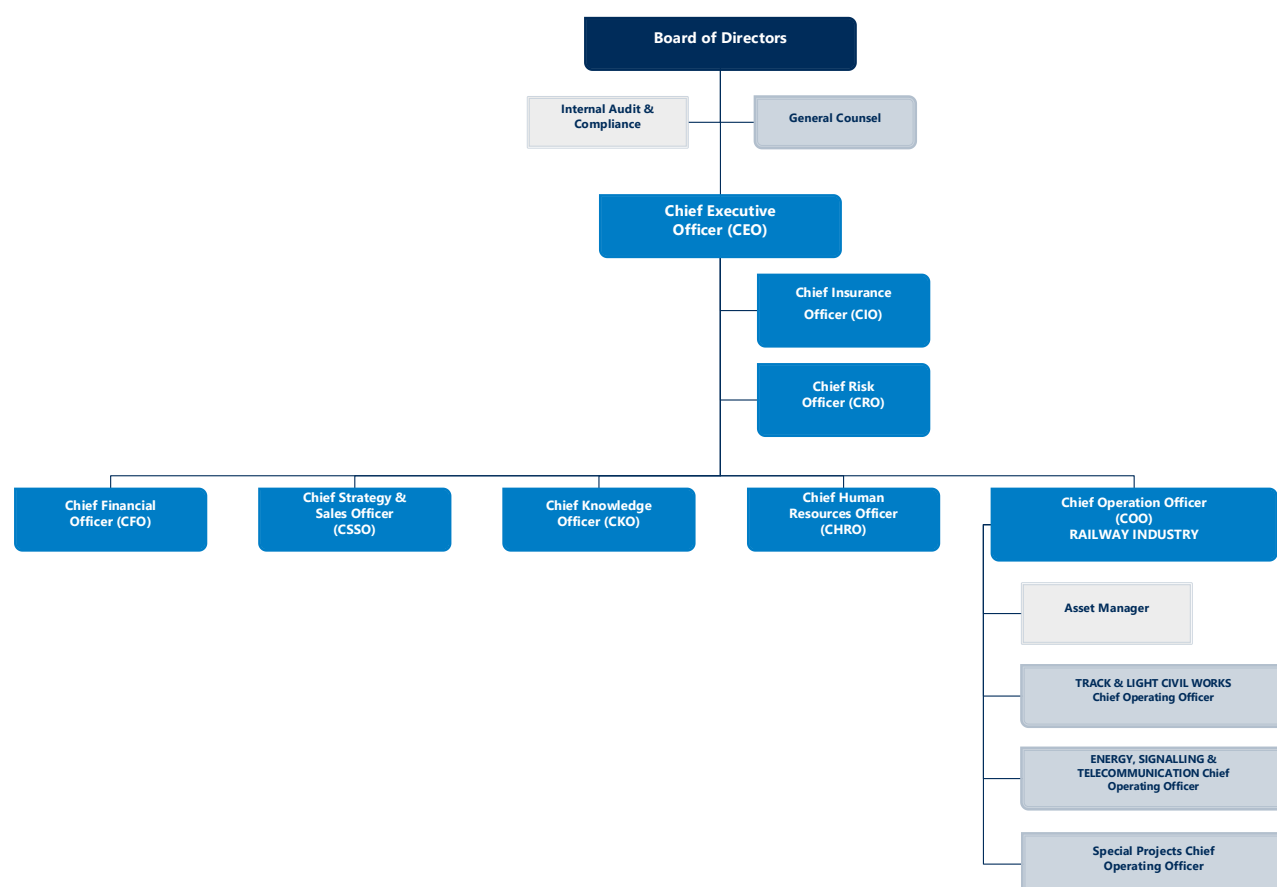 Board of Directors
Internal Audit &
Compliance
General Counsel
Chief Executive
Officer (CEO)
Chief Insurance
Officer (CIO)
Chief Risk
Officer (CRO)
Chief Financial
Officer (CFO)
Chief Strategy &
Sales Officer
(CSSO)
Chief Knowledge
Officer (CKO)
Chief Human
Resources Officer
(CHRO)
Chief Operation Officer
(COO)
RAILWAY INDUSTRY
Asset Manager
TRACK & LIGHT CIVIL WORKS
Chief Operating Officer
ENERGY, SIGNALLING &
TELECOMMUNICATION Chief
Operating Officer
Special Projects Chief
Operating Officer